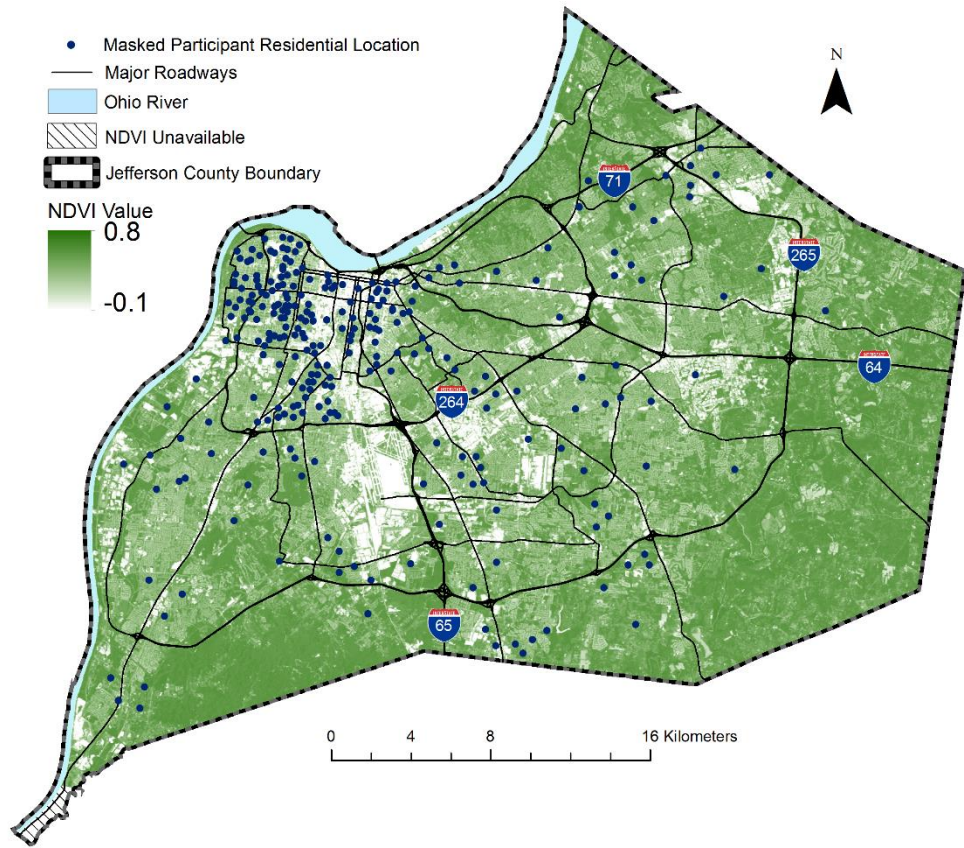 Masked Participant Residential Location
Major Roadways
Ohio River
NDVI Unavailable
Jefferson County Boundary
NDVI Value
0.8
-0.1
N
71
265
64
264
65
0 4 8 16 Kilometers